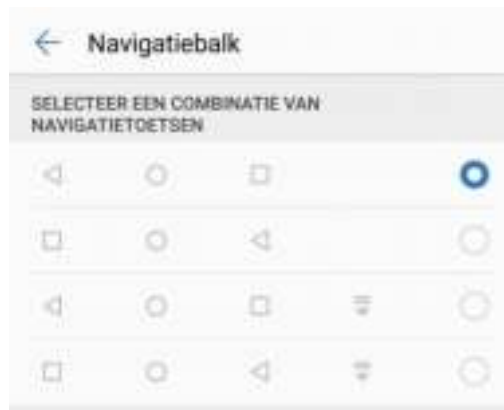 Navigatiebalk
SELECTEER EEN COMBINATIE VAN
NAVIGATIETOETSEN